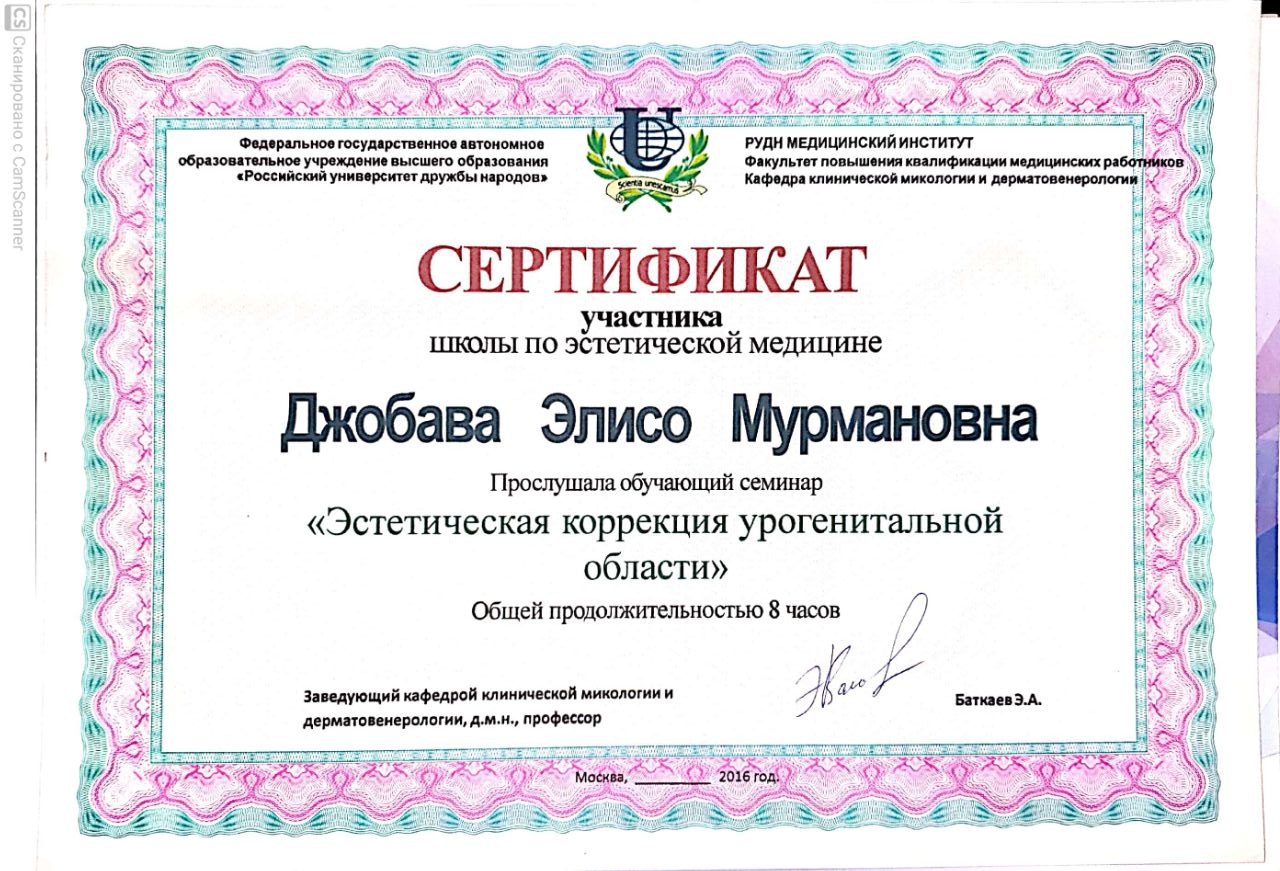 CS Сканировано с CamScanner
Федеральное государственное автономное
образовательное учреждение высшего образования
«Российский университет дружбы народов»
Scientia unescamus
РУДН МЕДИЦИНСКИЙ ИНСТИТУТ
Факультет повышения квалификации медицинских работников
Кафедра клинической микологии и дерматовенерологии
СЕРТИФИКАТ
участника
школы по эстетической медицине
Джобава Элисо Мурмановна
Прослушала обучающий семинар
«Эстетическая коррекция урогенитальной
области»
Общей продолжительностью 8 часов
Заведующий кафедрой клинической микологии и
дерматовенерологии, д.м.н., профессор
Баткаев Э.А.
Москва, __________ 2016 год.